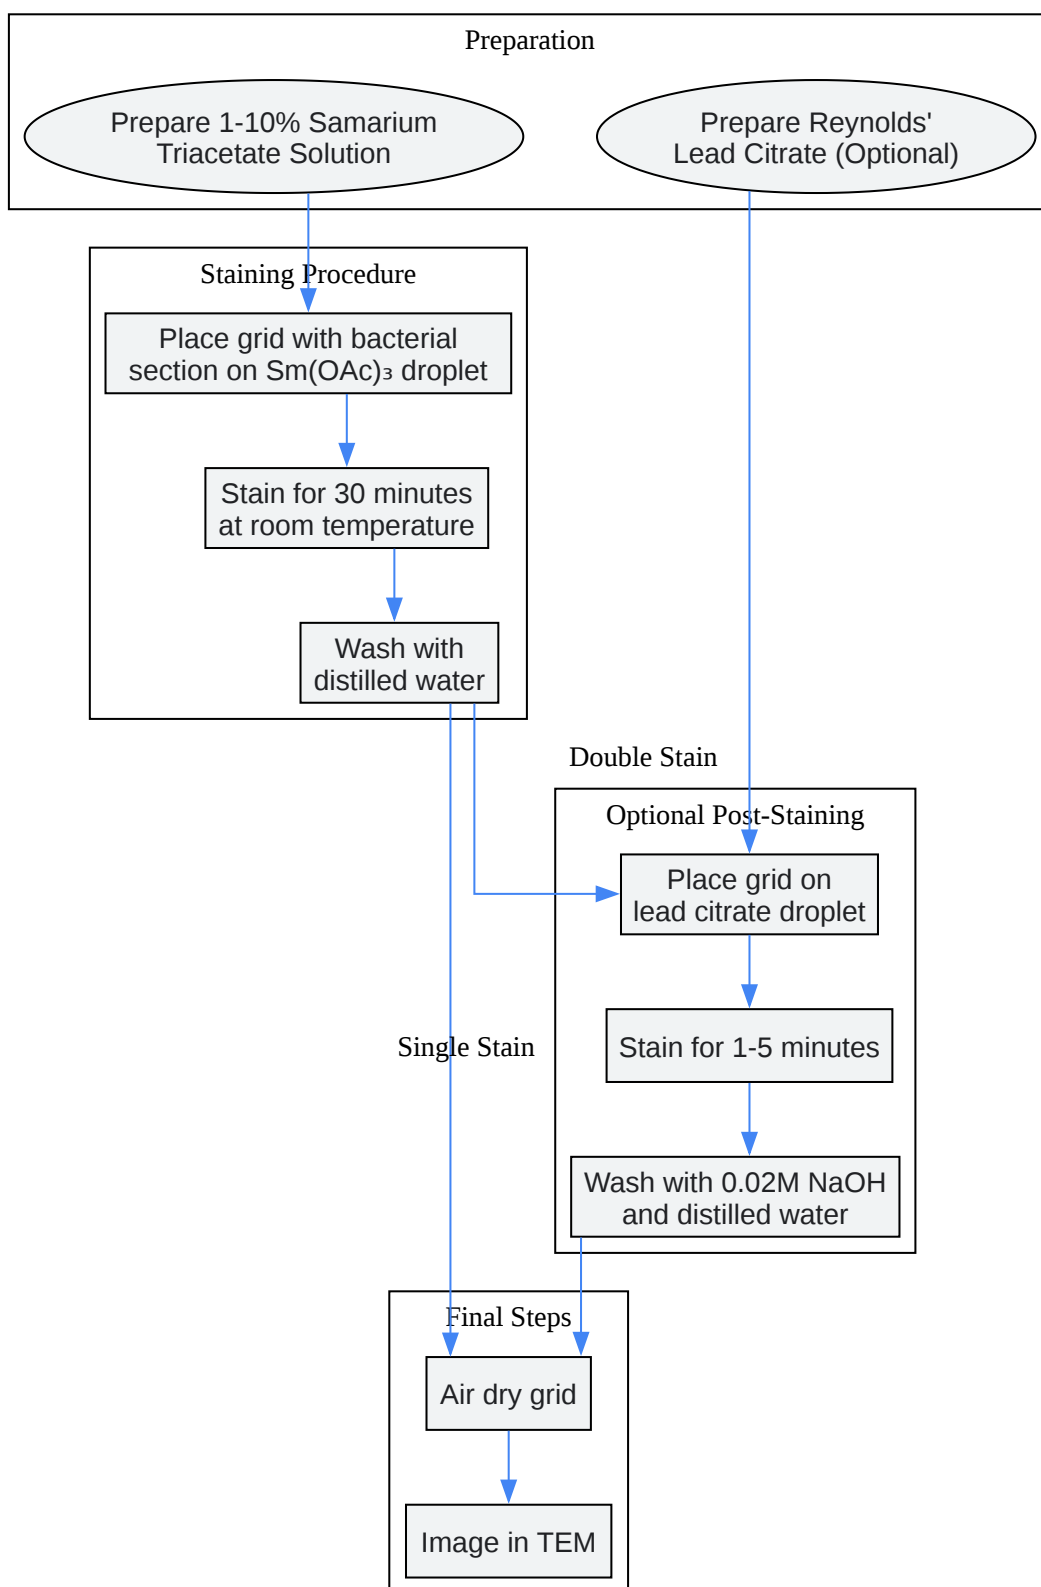 Preparation
Prepare 1-10% Samarium
Triacetate Solution
Prepare Reynolds'
Lead Citrate (Optional)
Staining Procedure
Place grid with bacterial
section on Sm(OAc)₃ droplet
Stain for 30 minutes
at room temperature
Wash with
distilled water
Double Stain
Optional Post-Staining
Place grid on
lead citrate droplet
Single Stain
Stain for 1-5 minutes
Wash with 0.02M NaOH
and distilled water
Final Steps
Air dry grid
Image in TEM